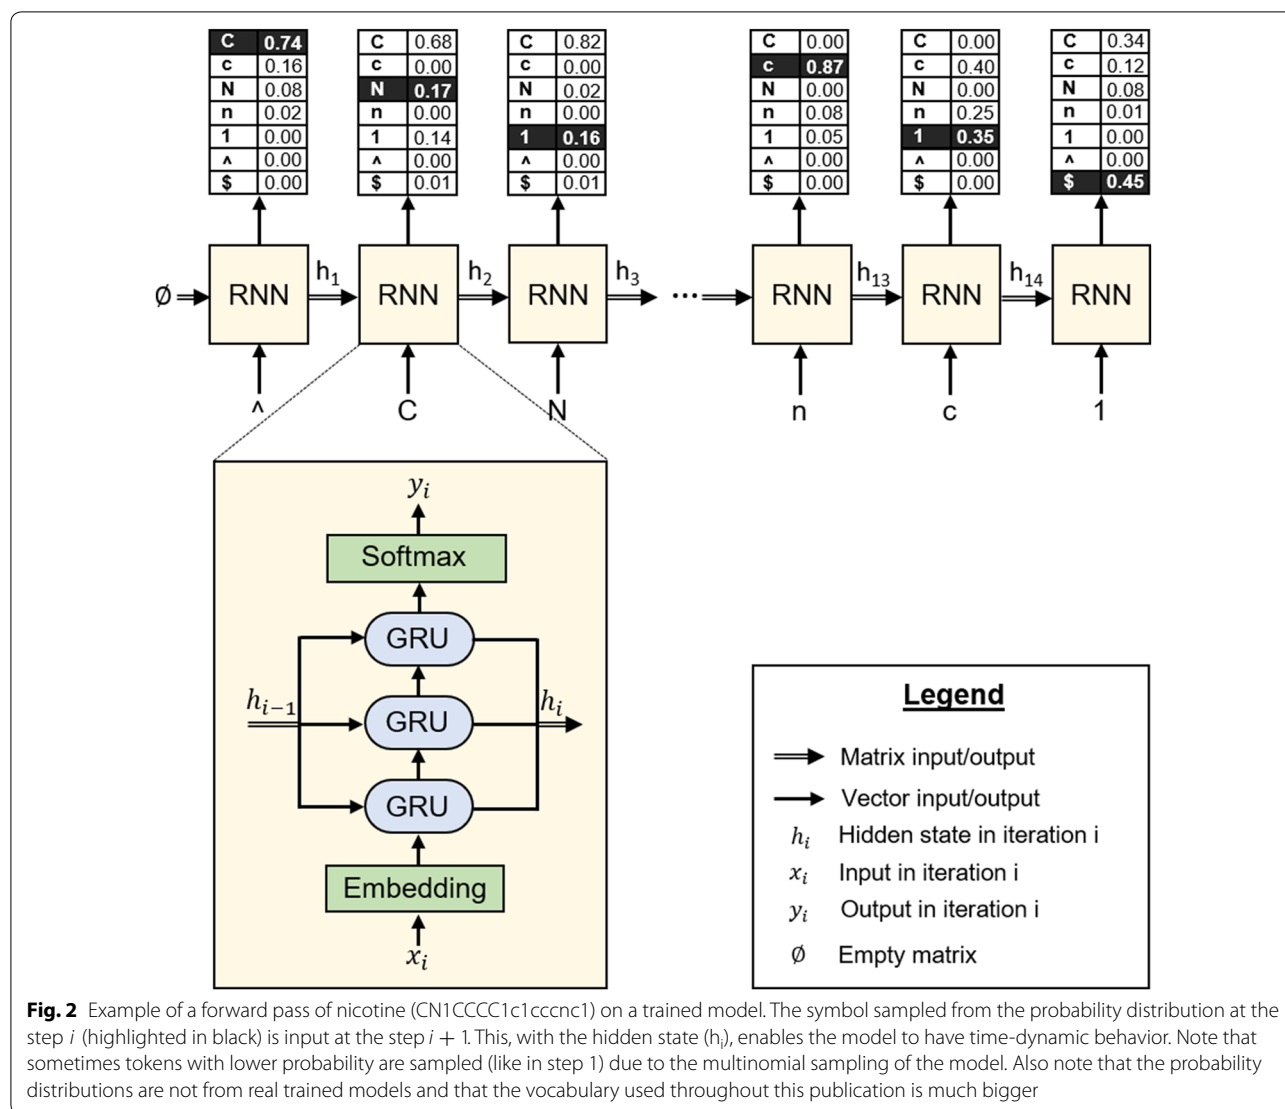 C 0.74 C 0.68 C 0.82 C 0.00 C 0.00 C 0.34
c 0.16 c 0.00 c 0.00 c 0.87 c 0.40 c 0.12
N 0.08 N 0.17 N 0.02 N 0.00 N 0.00 N 0.08
n 0.02 n 0.00 n 0.00 n 0.08 n 0.25 n 0.01
1 0.00 1 0.14 1 0.16 1 0.05 1 0.35 1 0.00
^ 0.00 ^ 0.00 ^ 0.00 ^ 0.00 ^ 0.00 ^ 0.00
$ 0.00 $ 0.01 $ 0.01 $ 0.00 $ 0.00 $ 0.45
∅ RNN h1 RNN h2 RNN h3 ... RNN h13 RNN h14 RNN
^ C N n c 1
yi
Softmax
GRU
hi−1 GRU hi
GRU
Embedding
xi
Legend
Matrix input/output
Vector input/output
hi Hidden state in iteration i
xi Input in iteration i
yi Output in iteration i
∅ Empty matrix
Fig. 2 Example of a forward pass of nicotine (CN1CCCC1c1cccnc1) on a trained model. The symbol sampled from the probability distribution at the
step i (highlighted in black) is input at the step i + 1. This, with the hidden state (hi), enables the model to have time-dynamic behavior. Note that
sometimes tokens with lower probability are sampled (like in step 1) due to the multinomial sampling of the model. Also note that the probability
distributions are not from real trained models and that the vocabulary used throughout this publication is much bigger